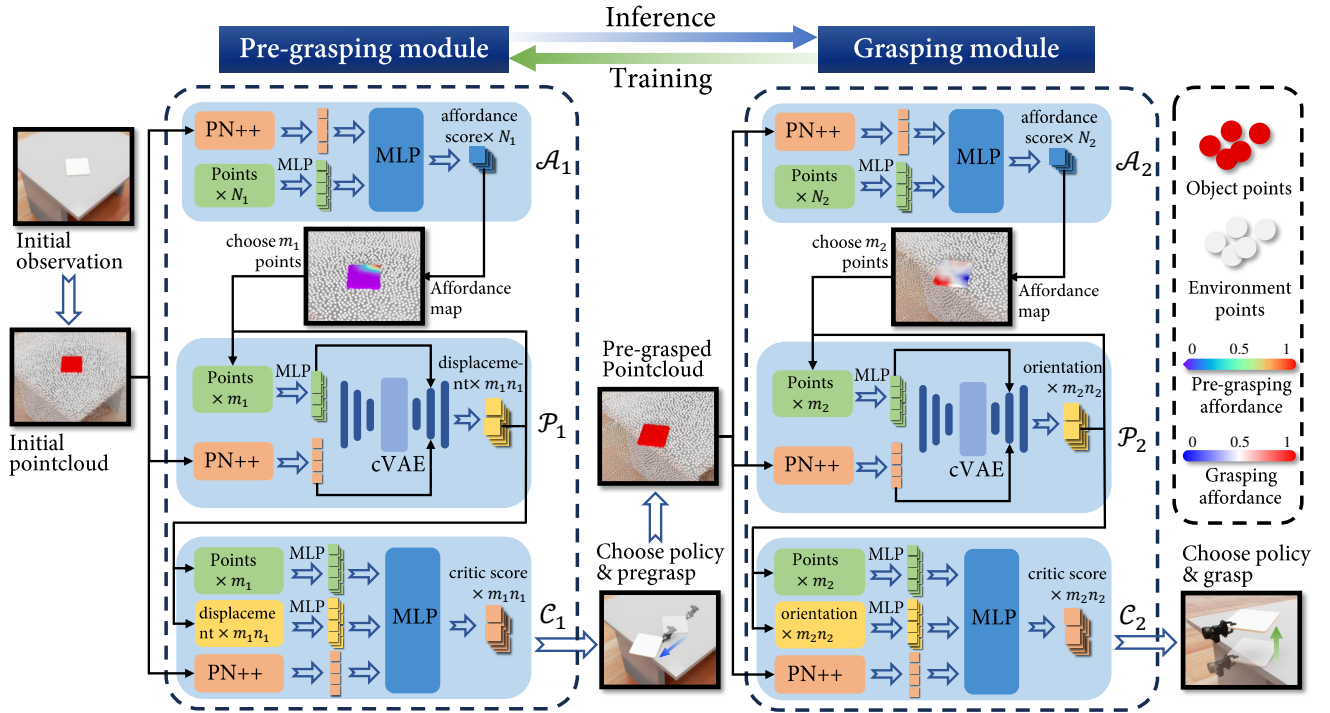 Inference
Pre-grasping module
Grasping module
Training
Initial
observation
Initial
pointcloud
PN++
Points
× N₁
MLP
MLP
affordance
score× N₁
𝒜₁
choose m₁
points
Affordance
map
Points
× m₁
MLP
PN++
cVAE
displaceme-
nt× m₁n₁
𝒫₁
Points
× m₁
MLP
displaceme
nt × m₁n₁
MLP
PN++
MLP
critic score
× m₁n₁
𝒞₁
Pre-grasped
Pointcloud
Choose policy
& pregrasp
PN++
Points
× N₂
MLP
MLP
affordance
score× N₂
𝒜₂
choose m₂
points
Affordance
map
Points
× m₂
MLP
PN++
cVAE
orientation
× m₂n₂
𝒫₂
Points
× m₂
MLP
orientation
× m₂n₂
MLP
PN++
MLP
critic score
× m₂n₂
𝒞₂
Object points
Environment
points
0 0.5 1
Pre-grasping
affordance
0 0.5 1
Grasping
affordance
Choose policy
& grasp